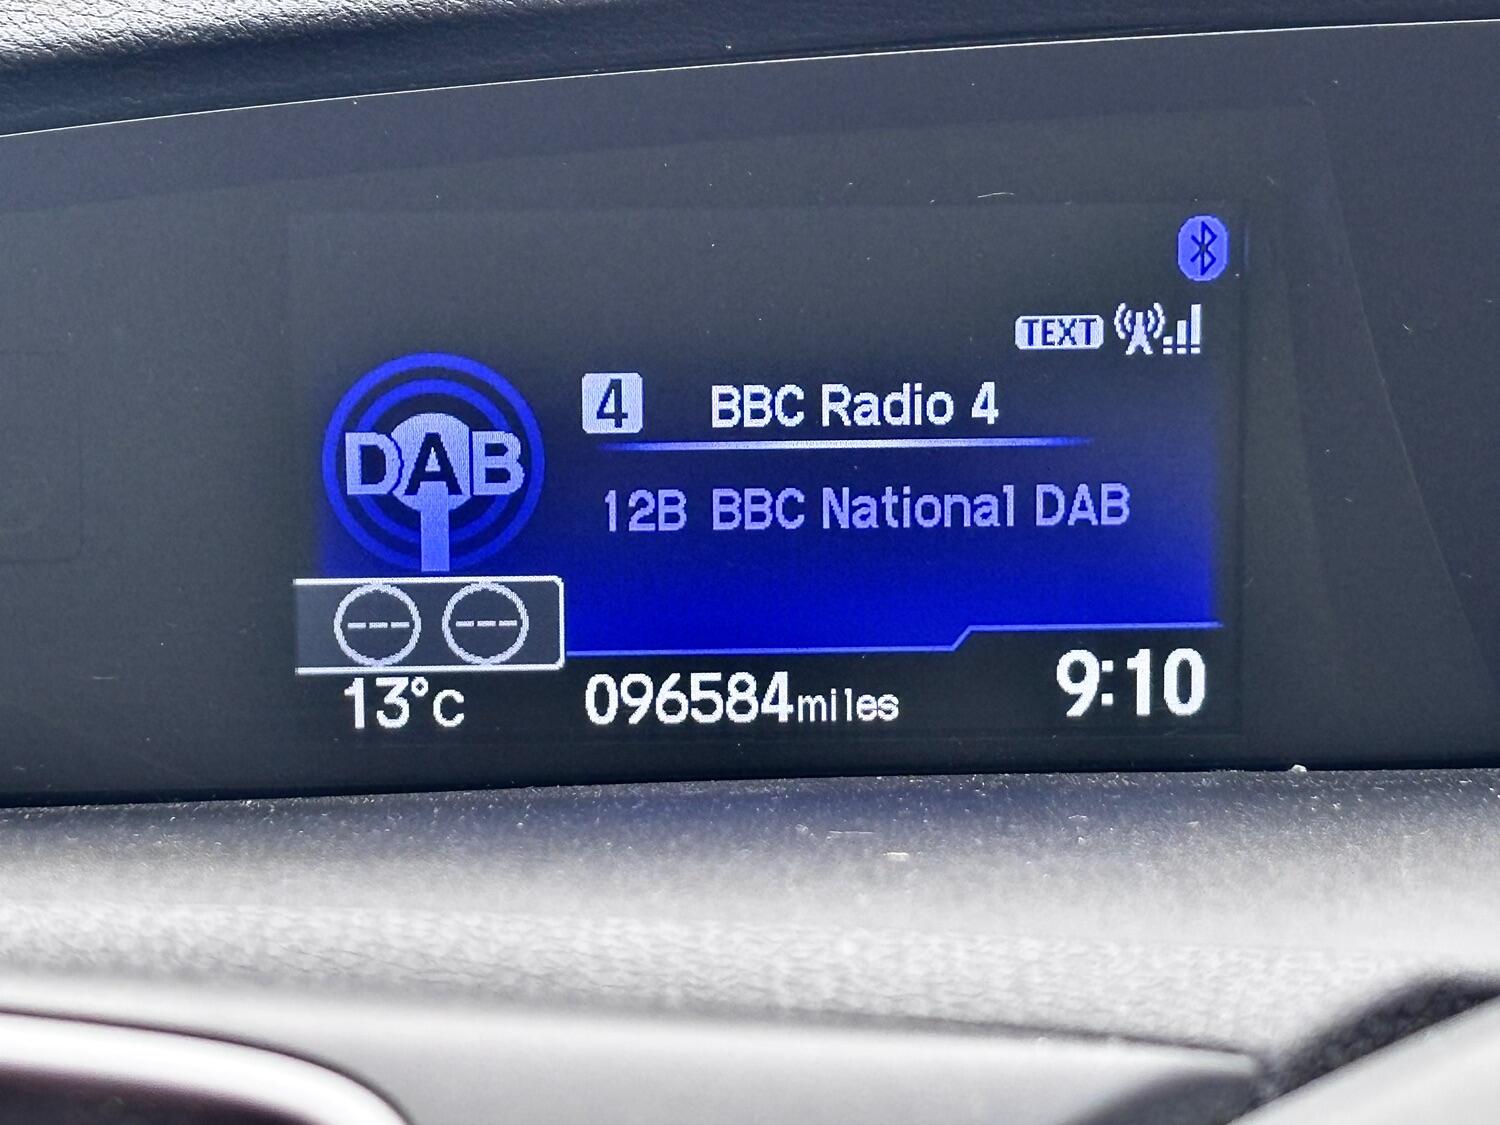 TEXT
4 BBC Radio 4
DAB
12B BBC National DAB
--- ---
13°C 096584miles 9:10